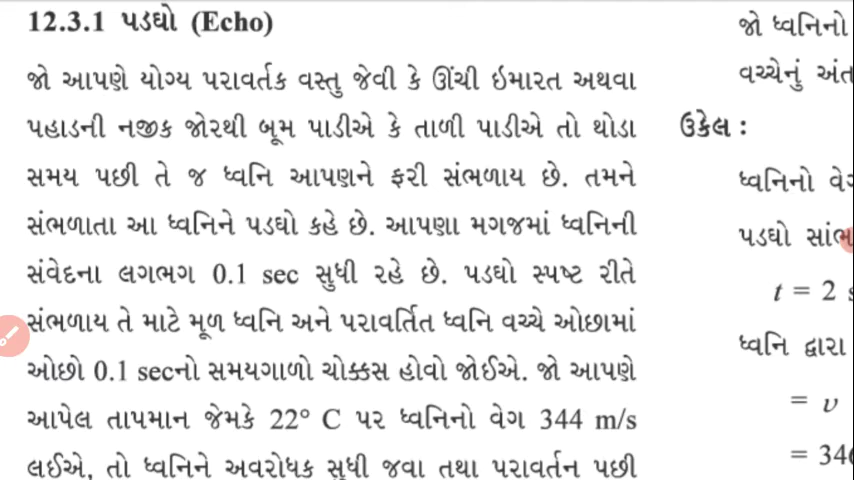 12.3.1 પડઘો (Echo)
જો આપણે યોગ્ય પરાવર્તક વસ્તુ જેવી કે ઊંચી ઇમારત અથવા
પહાડની નજીક જોરથી બૂમ પાડીએ કે તાળી પાડીએ તો થોડા
સમય પછી તે જ ધ્વનિ આપણને ફરી સંભળાય છે. તમને
સંભળાતા આ ધ્વનિને પડઘો કહે છે. આપણા મગજમાં ધ્વનિની
સંવેદના લગભગ 0.1 sec સુધી રહે છે. પડઘો સ્પષ્ટ રીતે
સંભળાય તે માટે મૂળ ધ્વનિ અને પરાવર્તિત ધ્વનિ વચ્ચે ઓછામાં
ઓછો 0.1 secનો સમયગાળો ચોક્કસ હોવો જોઈએ. જો આપણે
આપેલ તાપમાન જેમકે 22° C પર ધ્વનિનો વેગ 344 m/s
લઈએ, તો ધ્વનિને અવરોધક સુધી જવા તથા પરાવર્તન પછી
જો ધ્વનિનો
વચ્ચેનું
ઉકેલ :
ધ્વનિનો
પડઘો
t = 2
ધ્વનિ દ્વારા
= υ
= 34